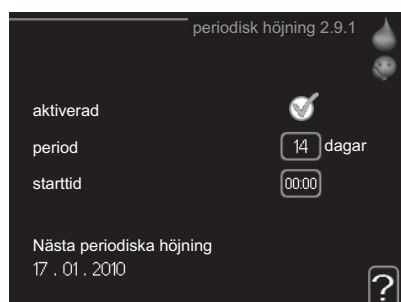 periodisk höjning 2.9.1
aktiverad
period 14 dagar
starttid 00:00
Nästa periodiska höjning
17 . 01 . 2010
?